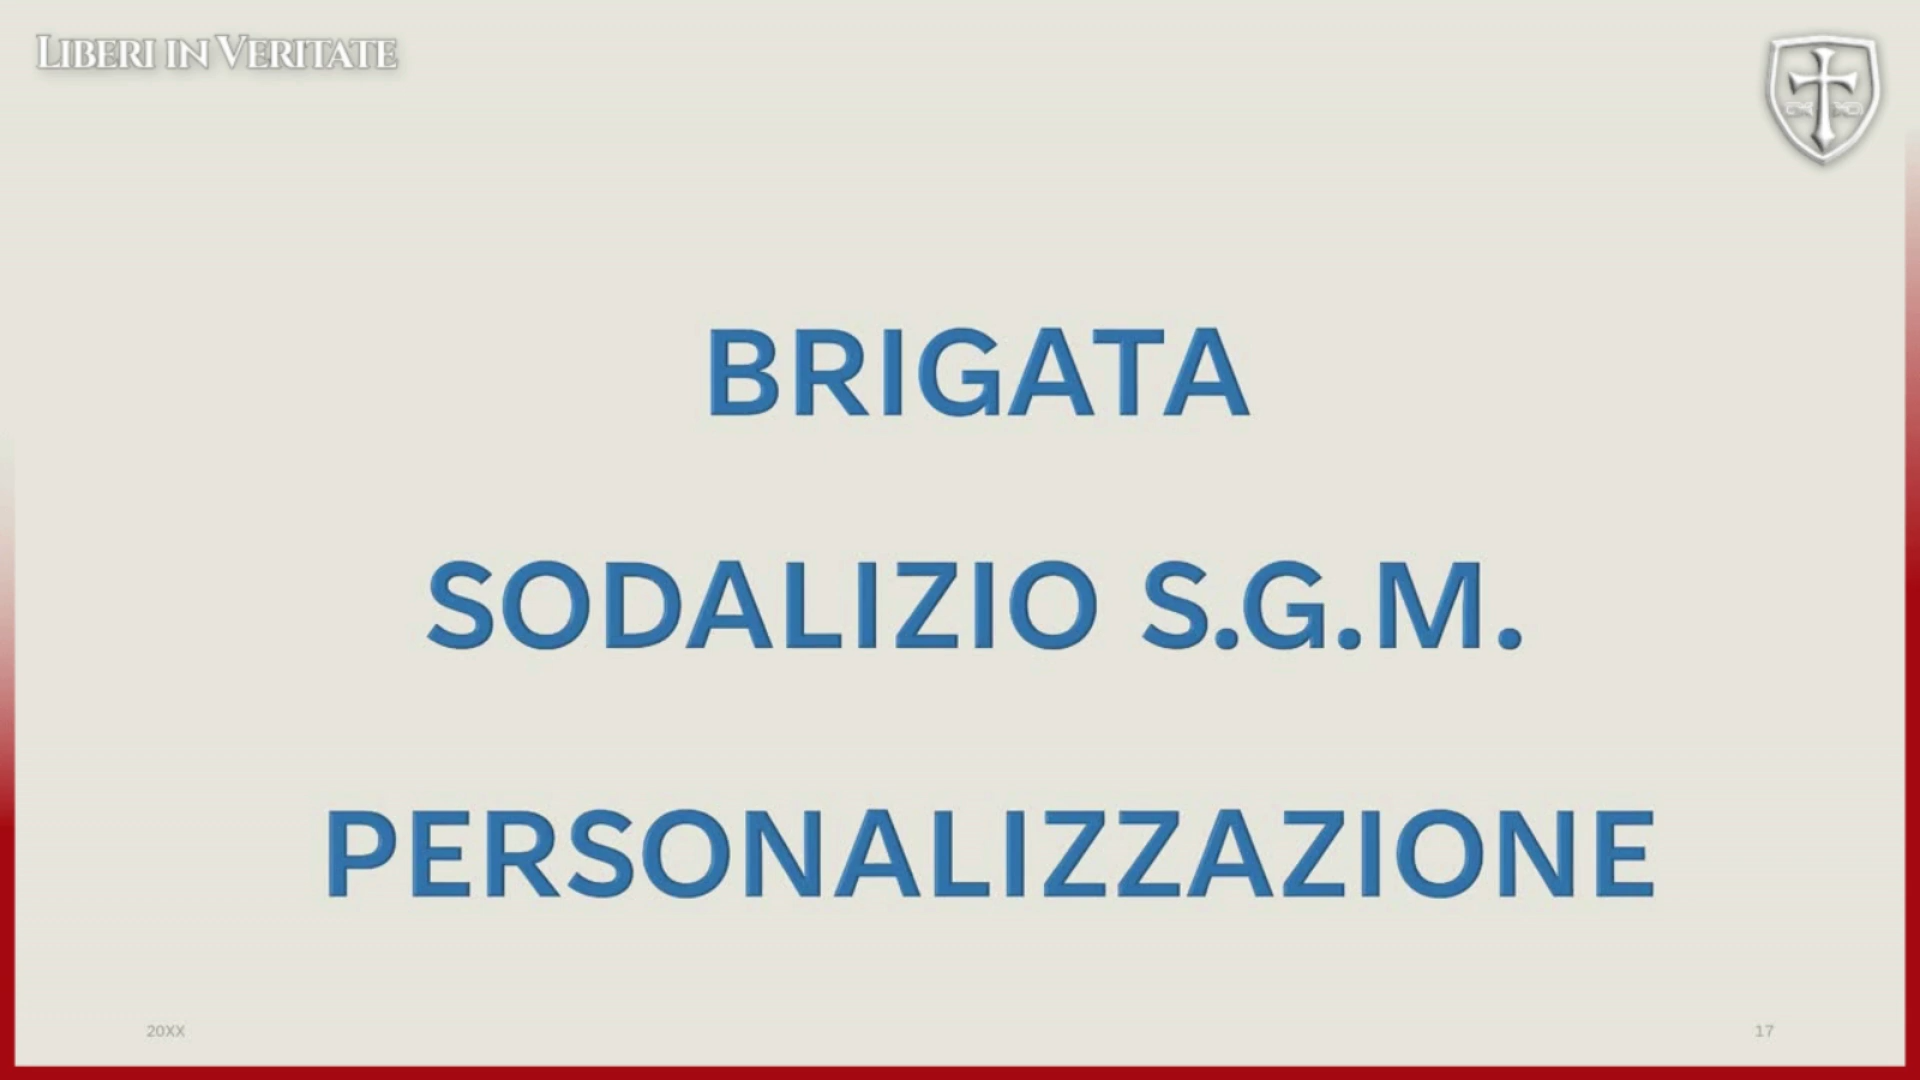 LIBERI IN VERITATE
BRIGATA
SODALIZIO S.G.M.
PERSONALIZZAZIONE
20XX
17